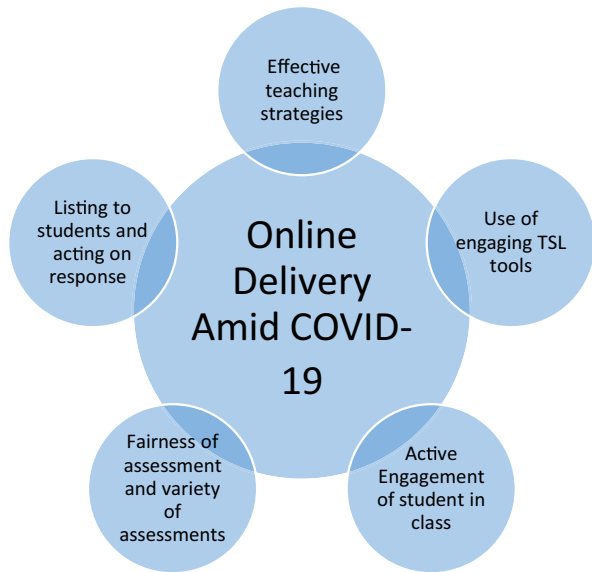 Effective
teaching
strategies
Listing to
students and
acting on
response
Use of
engaging TSL
tools
Online
Delivery
Amid COVID-
19
Fairness of
assessment
and variety
of
assessments
Active
Engagement
of student in
class